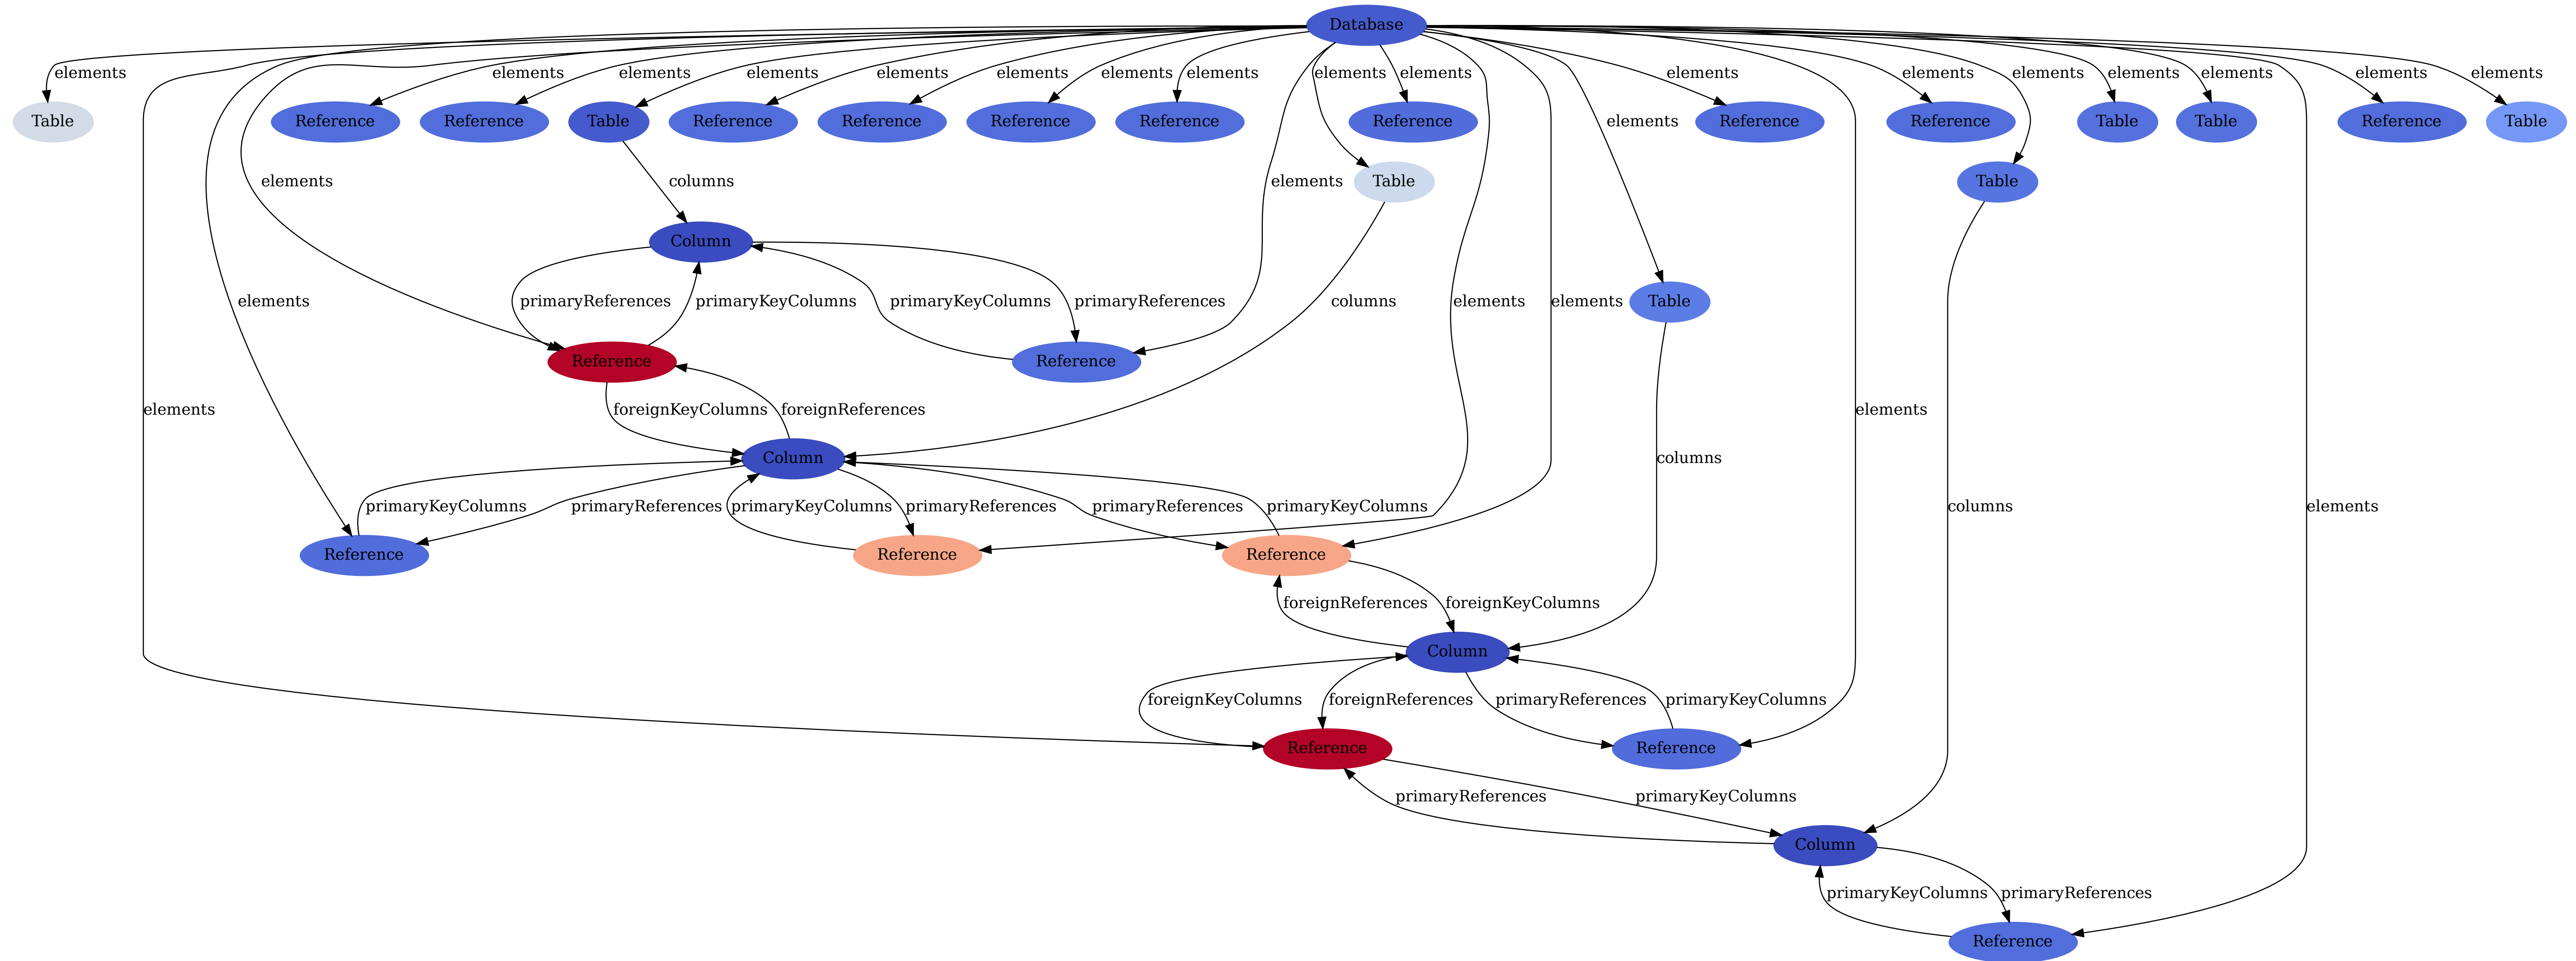 Database
elements elements elements elements elements elements elements elements elements elements elements elements elements elements elements elements
Table Reference Reference Table Reference Reference Reference Reference Reference elements Reference Reference Table Table Reference Table
elements columns elements Table Table
Column
elements primaryReferences primaryKeyColumns primaryKeyColumns primaryReferences columns elements elements Table
Reference Reference
elements foreignKeyColumns foreignReferences elements
Column columns
primaryKeyColumns primaryReferences primaryKeyColumns primaryReferences primaryReferences primaryKeyColumns columns elements
Reference Reference Reference
foreignReferences foreignKeyColumns
Column
foreignKeyColumns foreignReferences primaryReferences primaryKeyColumns
Reference Reference
primaryReferences primaryKeyColumns
Column
primaryKeyColumns primaryReferences
Reference